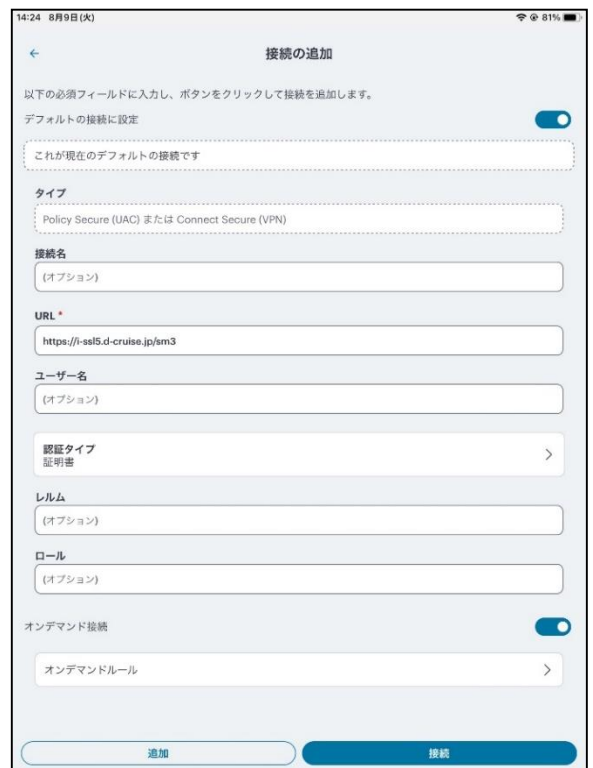 14:24 8月9日(火) 81%
接続の追加
以下の必須フィールドに入力し、ボタンをクリックして接続を追加します。
デフォルトの接続に設定
これが現在のデフォルトの接続です
タイプ
Policy Secure (UAC) または Connect Secure (VPN)
接続名
(オプション)
URL *
https://i-ssl5.d-cruise.jp/sm3
ユーザー名
(オプション)
認証タイプ
証明書
レルム
(オプション)
ロール
(オプション)
オンデマンド接続
オンデマンドルール
追加 接続